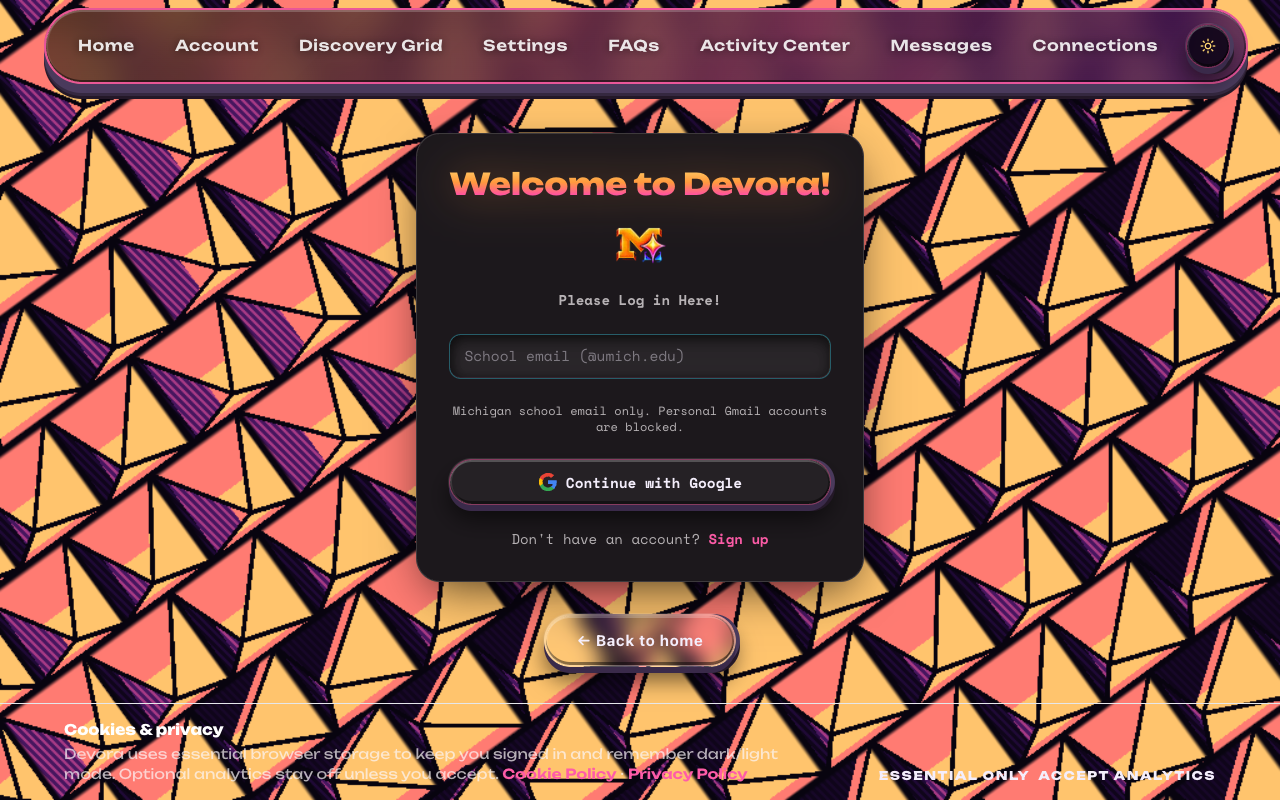 Home Account Discovery Grid Settings FAQs Activity Center Messages Connections
Welcome to Devora!
M
Please Log in Here!
School email (@umich.edu)
Michigan school email only. Personal Gmail accounts
are blocked.
Continue with Google
Don't have an account? Sign up
← Back to home
Cookies & privacy
Devora uses essential browser storage to keep you signed in and remember dark/light
mode. Optional analytics stay off unless you accept. Cookie Policy Privacy Policy
ESSENTIAL ONLY ACCEPT ANALYTICS